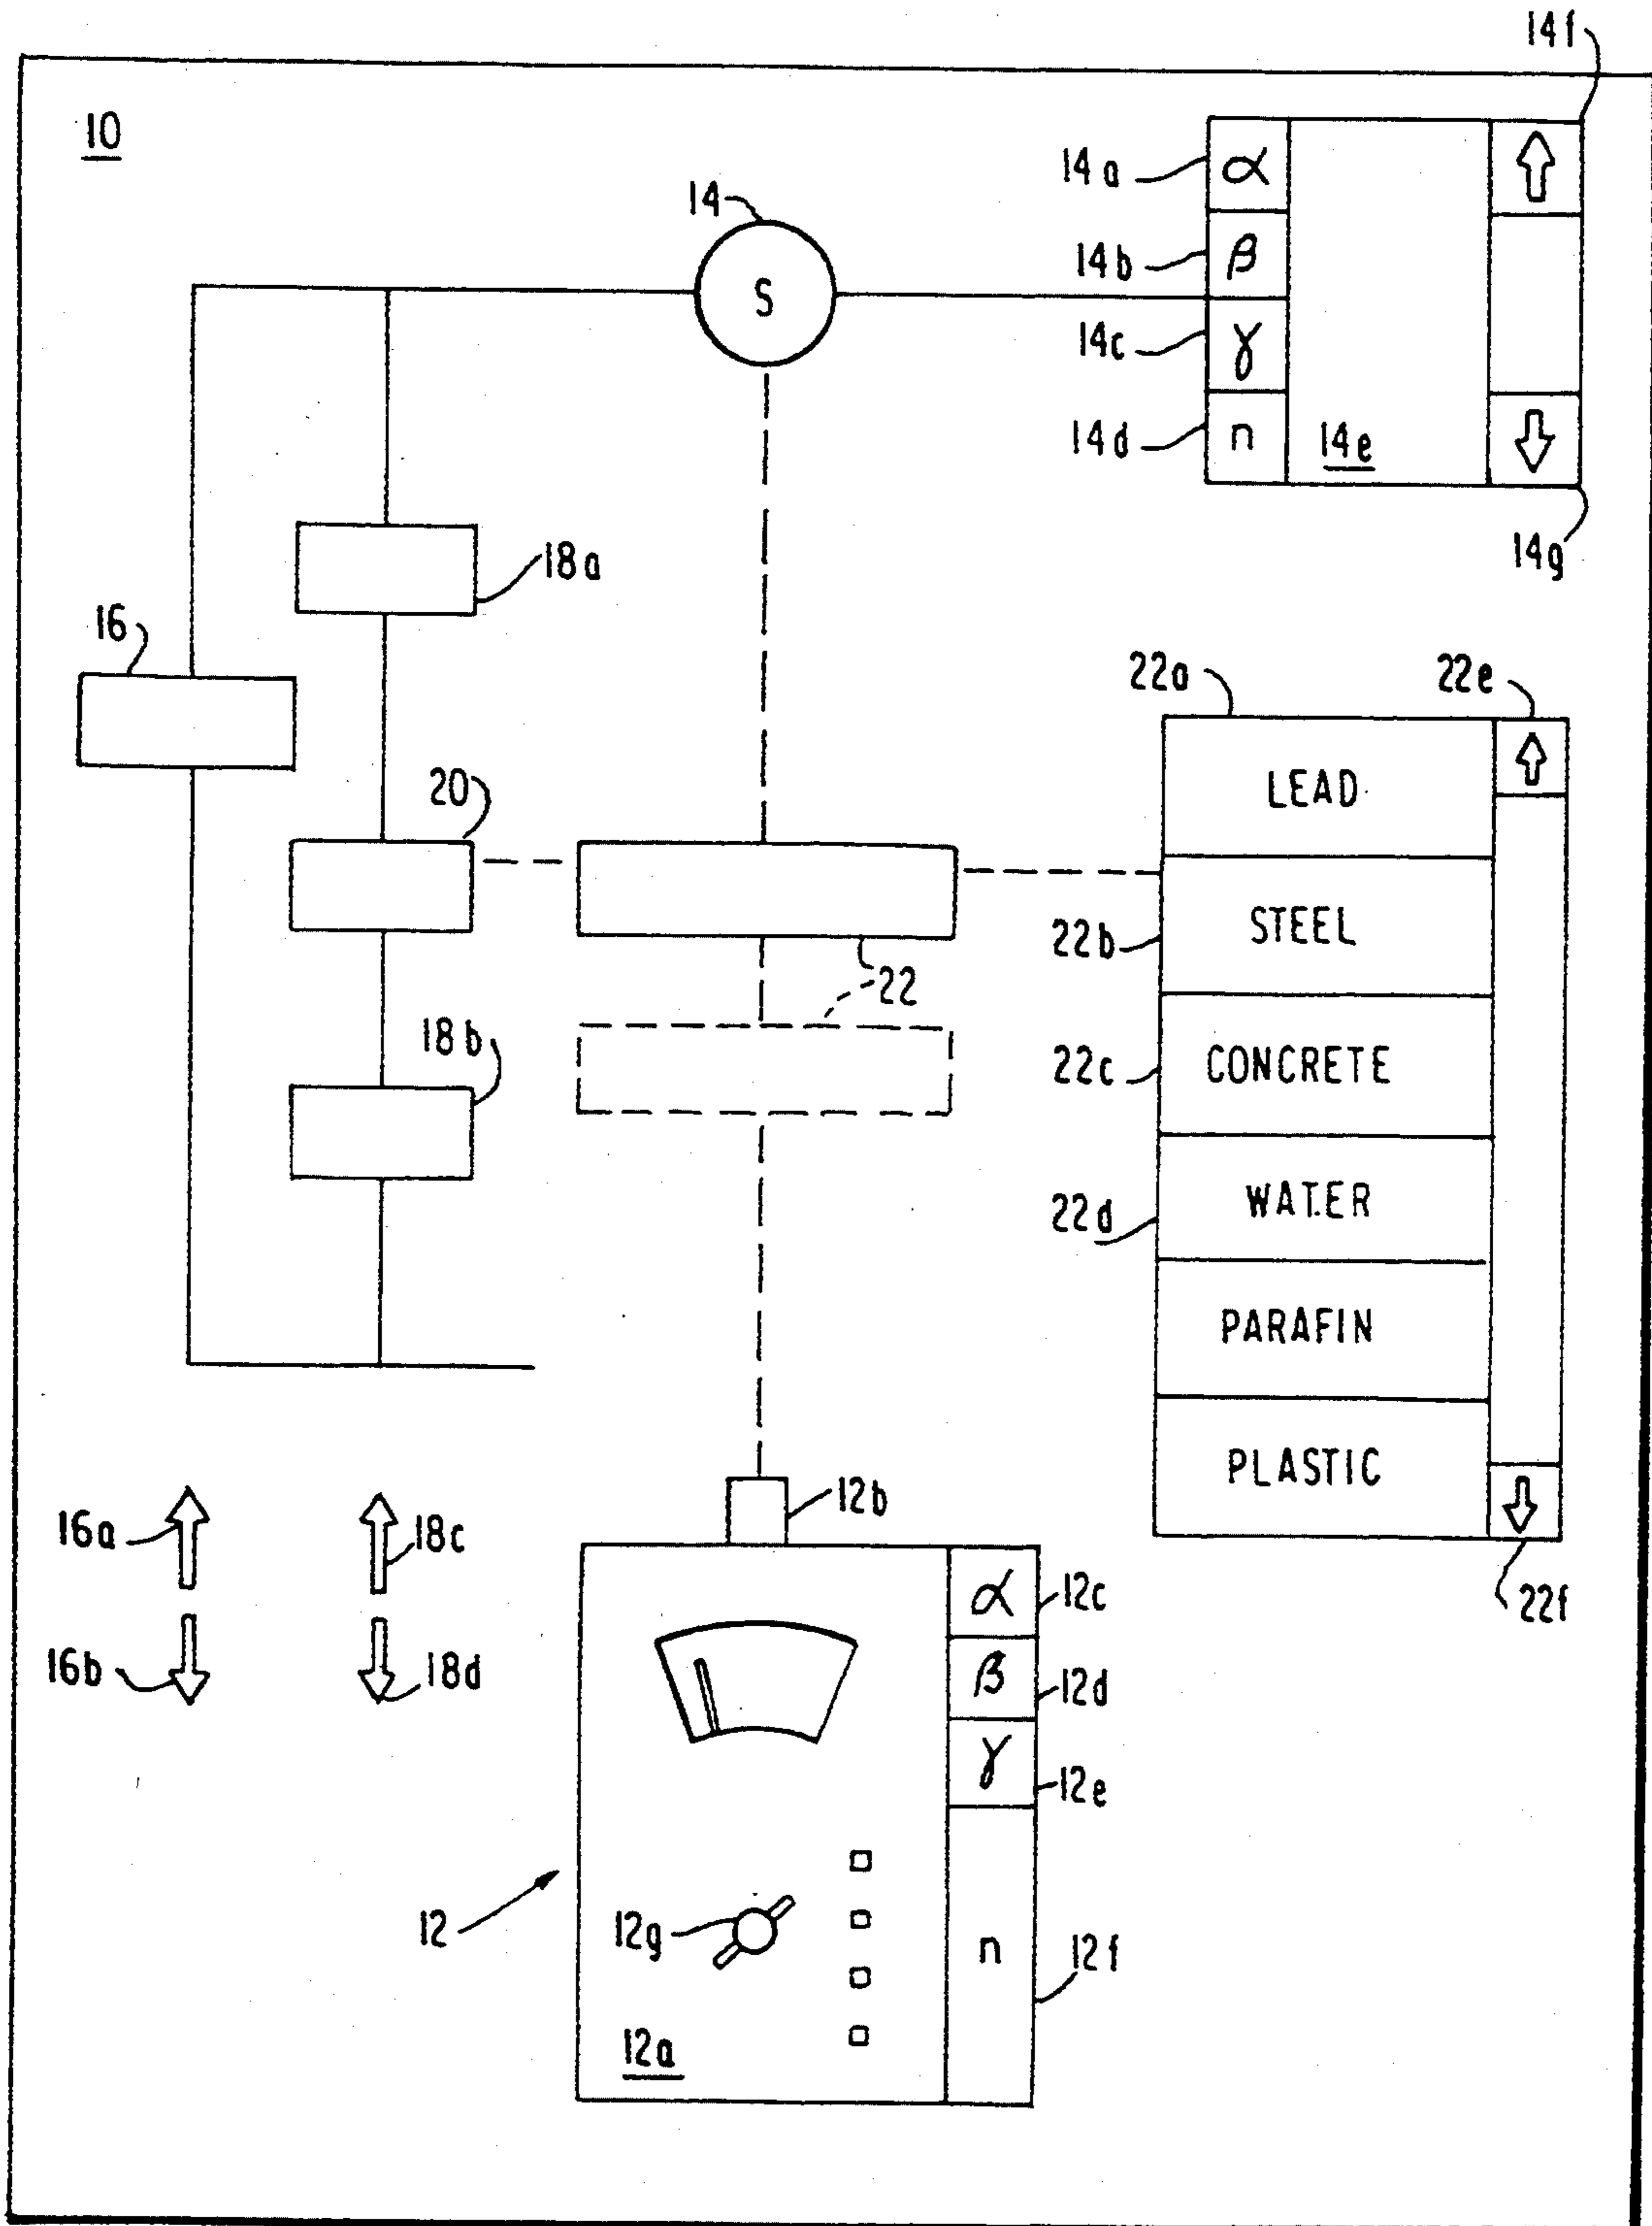 14f
10
14a
α
14
14b
β
S
14c
γ
14d
n
14e
14g
18a
16
22a
22e
LEAD
20
22b
STEEL
22
18b
22c
CONCRETE
22d
WATER
PARAFIN
PLASTIC
12b
16a
18c
α
12c
22f
16b
18d
β
12d
γ
12e
12
12g
n
12f
12a